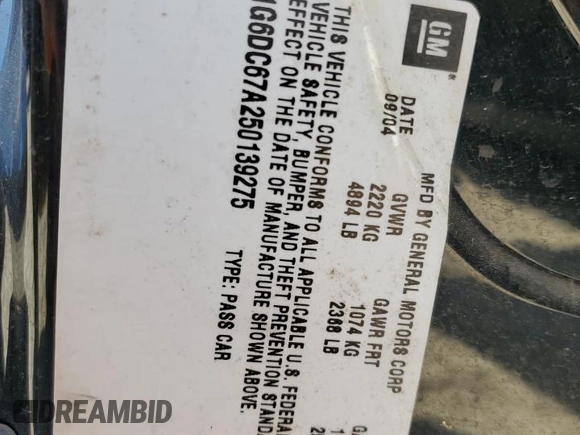 GM
MFD BY GENERAL MOTORS CORP
DATE GVWR GAWR FRT
09/04 2220 KG 1074 KG
4894 LB 2368 LB
THIS VEHICLE CONFORMS TO ALL APPLICABLE U.S. FEDERAL
VEHICLE SAFETY, BUMPER, AND THEFT PREVENTION
EFFECT ON THE DATE OF MANUFACTURE SHOWN ABOVE.
1G6DC67A250139275 TYPE: PASS CAR
DREAMBID